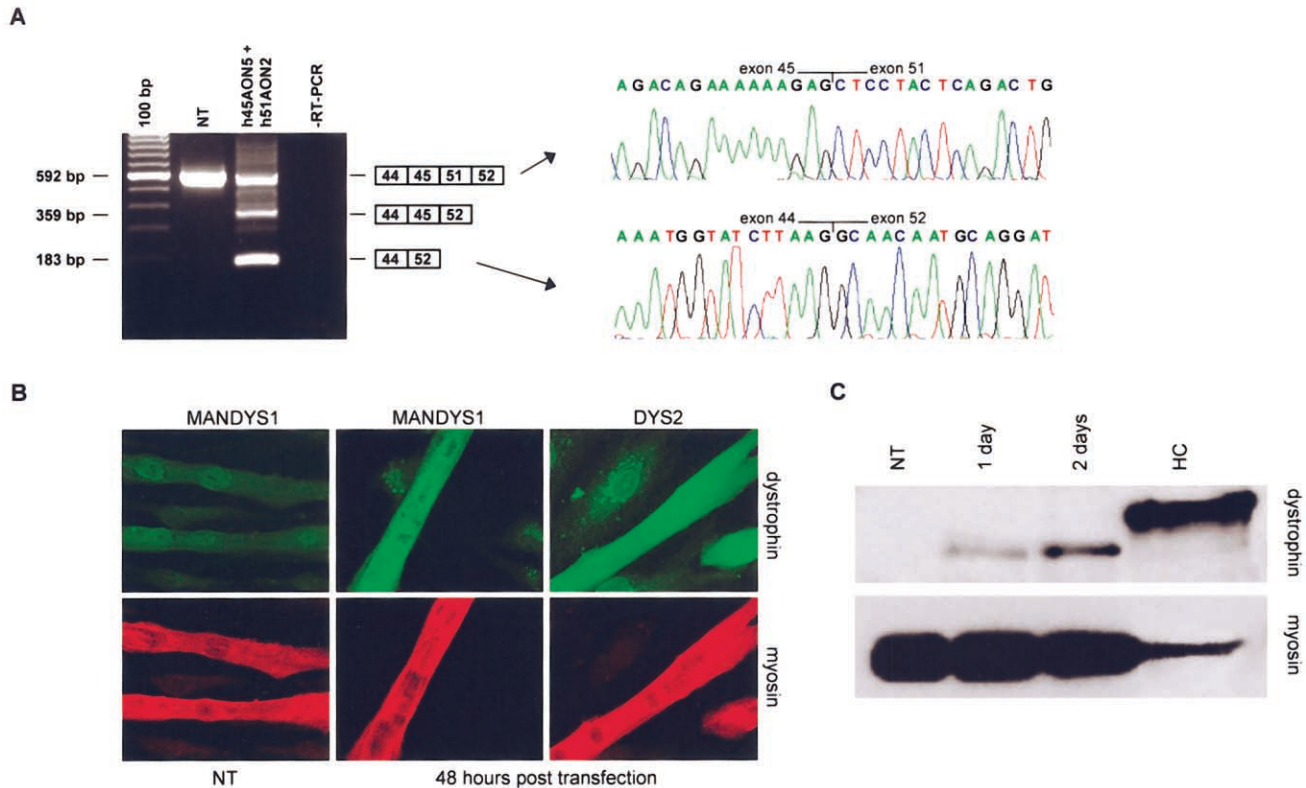 A
100 bp
NT
h45AON5 +
h51AON2
-RT-PCR
592 bp
359 bp
183 bp
44 45 51 52
44 45 52
44 52
exon 45 exon 51
AGACAGAAAAAAGAGCTCCTACTCAGACTG
exon 44 exon 52
AAATGGTATCTTAAGGCAACAATGCAGGAT
B
MANDYS1
MANDYS1
DYS2
dystrophin
myosin
NT
48 hours post transfection
C
NT
1 day
2 days
HC
dystrophin
myosin